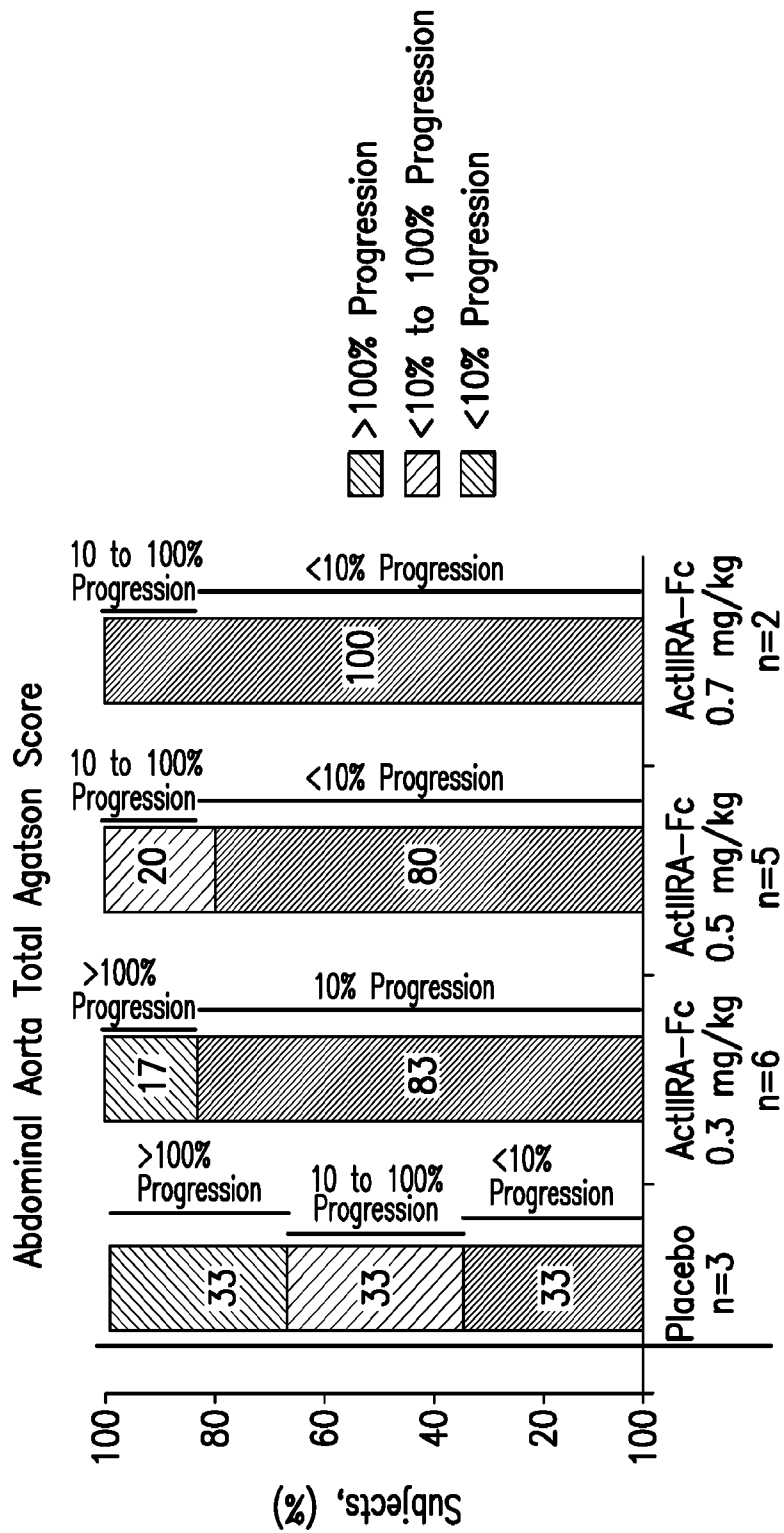 Abdominal Aorta Total Agatson Score
Subjects, (%)
100
80
60
40
20
100
>100%
Progression
10 to 100%
Progression
<10%
Progression
33
33
33
>100%
Progression
10% Progression
17
83
10 to 100%
Progression
<10% Progression
20
80
10 to 100%
Progression
<10% Progression
100
Placebo
n=3
ActIIRA-Fc
0.3 mg/kg
n=6
ActIIRA-Fc
0.5 mg/kg
n=5
ActIIRA-Fc
0.7 mg/kg
n=2
>100% Progression
<10% to 100% Progression
<10% Progression